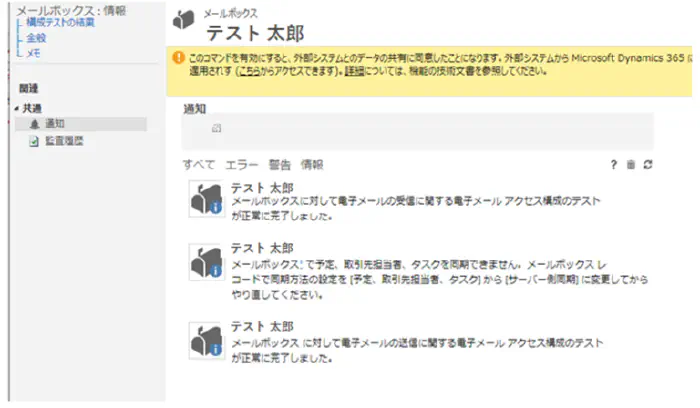 メールボックス : 情報
構成テストの結果
全般
メモ
関連
共通
通知
監査履歴
メールボックス
テスト 太郎
このコマンドを有効にすると、外部システムとのデータの共有に同意したことになります。外部システムから Microsoft Dynamics 365 に
適用されす (こちらからアクセスできます)。詳細については、機能の技術文書を参照してください。
通知
すべて エラー 警告 情報
テスト 太郎
メールボックスに対して電子メールの受信に関する電子メール アクセス構成のテスト
が正常に完了しました。
テスト 太郎
メールボックス で予定、取引先担当者、タスクを同期できません。メールボックス レ
コードで同期方法の設定を [予定、取引先担当者、タスク] から [サーバー側同期] に変更してから
やり直してください。
テスト 太郎
メールボックス に対して電子メールの送信に関する電子メール アクセス構成のテスト
が正常に完了しました。